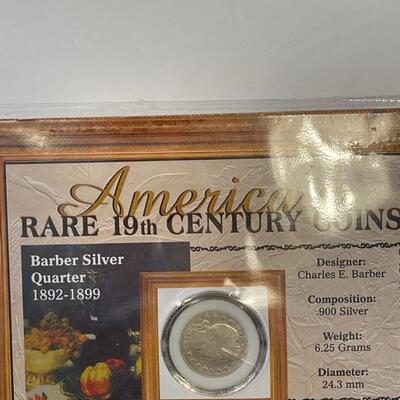 America
RARE 19th CENTURY COINS
Barber Silver
Quarter
1892-1899
Designer:
Charles E. Barber
Composition:
.900 Silver
Weight:
6.25 Grams
Diameter:
24.3 mm